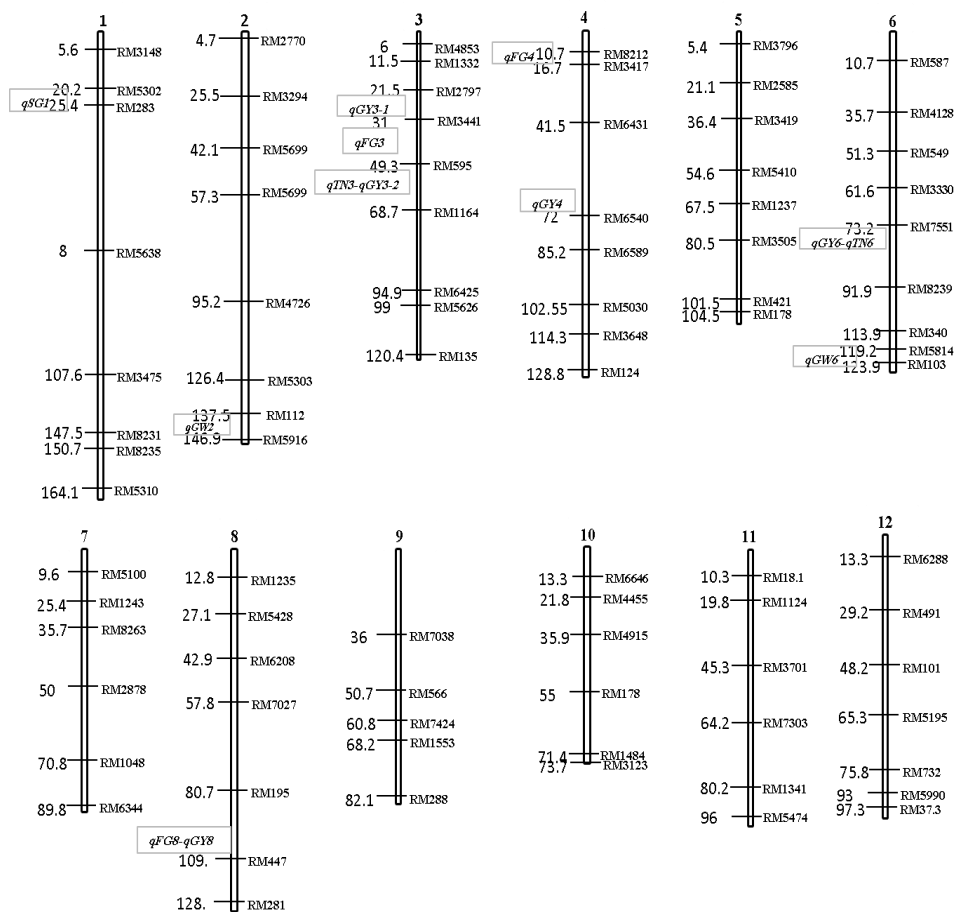 1
5.6 RM3148
20.2 RM5302
qSG1
25.4 RM283
8 RM5638
107.6 RM3475
147.5 RM8231
150.7 RM8235
164.1 RM5310
2
4.7 RM2770
25.5 RM3294
42.1 RM5699
57.3 RM5699
95.2 RM4726
126.4 RM5303
137.5 RM112
qGW2
146.9 RM5916
3
6 RM4853
11.5 RM1332
21.5 RM2797
qGY3-1
31 RM3441
qFG3
49.3 RM595
qTN3-qGY3-2
68.7 RM1164
94.9 RM6425
99 RM5626
120.4 RM135
4
qFG4
10.7 RM8212
16.7 RM3417
41.5 RM6431
qGY4
72 RM6540
85.2 RM6589
102.55 RM5030
114.3 RM3648
128.8 RM124
5
5.4 RM3796
21.1 RM2585
36.4 RM3419
54.6 RM5410
67.5 RM1237
80.5 RM3505
101.5 RM421
104.5 RM178
6
10.7 RM587
35.7 RM4128
51.3 RM549
61.6 RM3330
73.2 RM7551
qGY6-qTN6
91.9 RM8239
113.9 RM340
119.2 RM5814
qGW6
123.9 RM103
7
9.6 RM5100
25.4 RM1243
35.7 RM8263
50 RM2878
70.8 RM1048
89.8 RM6344
8
12.8 RM1235
27.1 RM5428
42.9 RM6208
57.8 RM7027
80.7 RM195
qFG8-qGY8
109. RM447
128. RM281
9
36 RM7038
50.7 RM566
60.8 RM7424
68.2 RM1553
82.1 RM288
10
13.3 RM6646
21.8 RM4455
35.9 RM4915
55 RM178
71.4 RM1484
73.7 RM3123
11
10.3 RM18.1
19.8 RM1124
45.3 RM3701
64.2 RM7303
80.2 RM1341
96 RM5474
12
13.3 RM6288
29.2 RM491
48.2 RM101
65.3 RM5195
75.8 RM732
93 RM5990
97.3 RM37.3